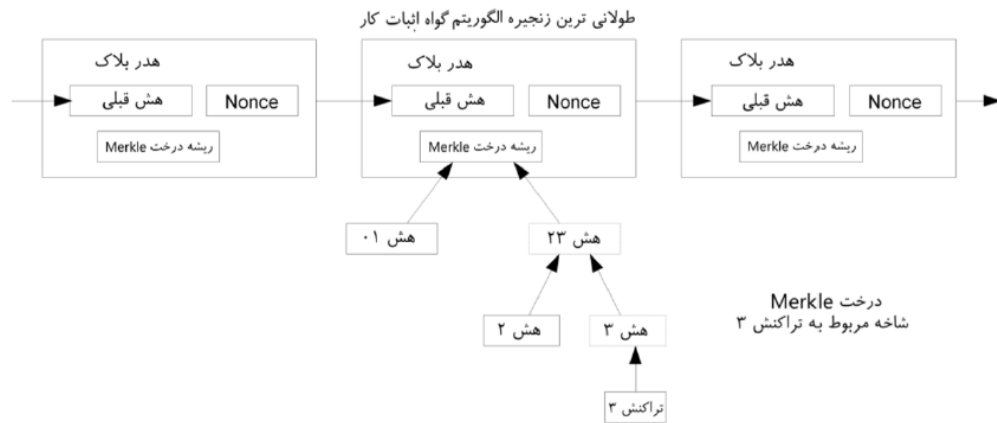 طولانی ترین زنجیره الگوریتم گواه اثبات کار
هدر بلاک
هش قبلی
Nonce
ریشه درخت Merkle
هدر بلاک
هش قبلی
Nonce
ریشه درخت Merkle
هدر بلاک
هش قبلی
Nonce
ریشه درخت Merkle
هش ۰۱
هش ۲۳
هش ۲
هش ۳
تراکنش ۳
درخت Merkle
شاخه مربوط به تراکنش ۳